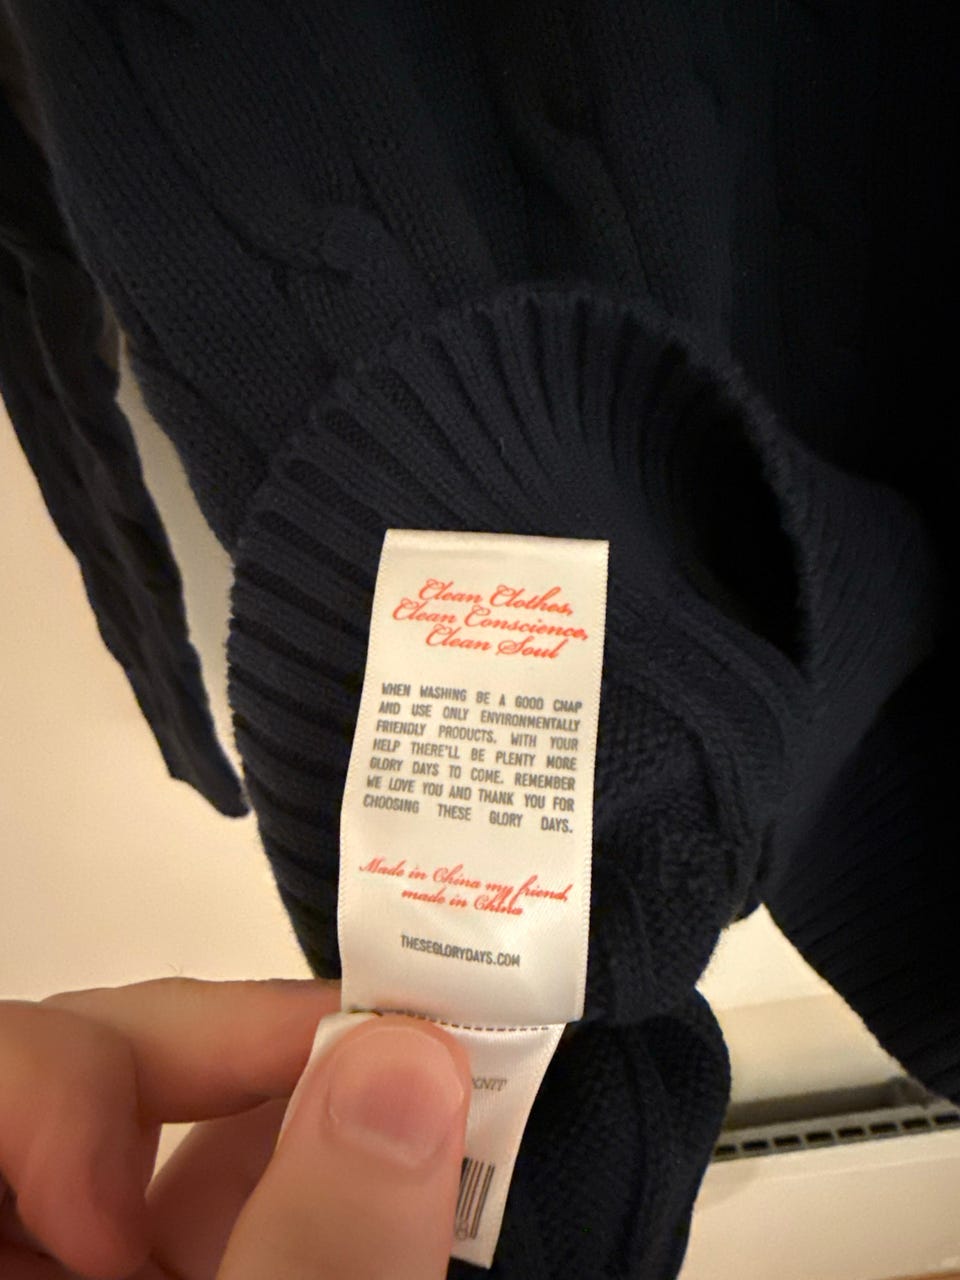 Clean Clothes,
Clean Conscience,
Clean Soul
WHEN WASHING BE A GOOD CHAP
AND USE ONLY ENVIRONMENTALLY
FRIENDLY PRODUCTS. WITH YOUR
HELP THERE'LL BE PLENTY MORE
GLORY DAYS TO COME. REMEMBER
WE LOVE YOU AND THANK YOU FOR
CHOOSING THESE GLORY DAYS.
Made in China my friend,
made in China
THESEGLORYDAYS.COM